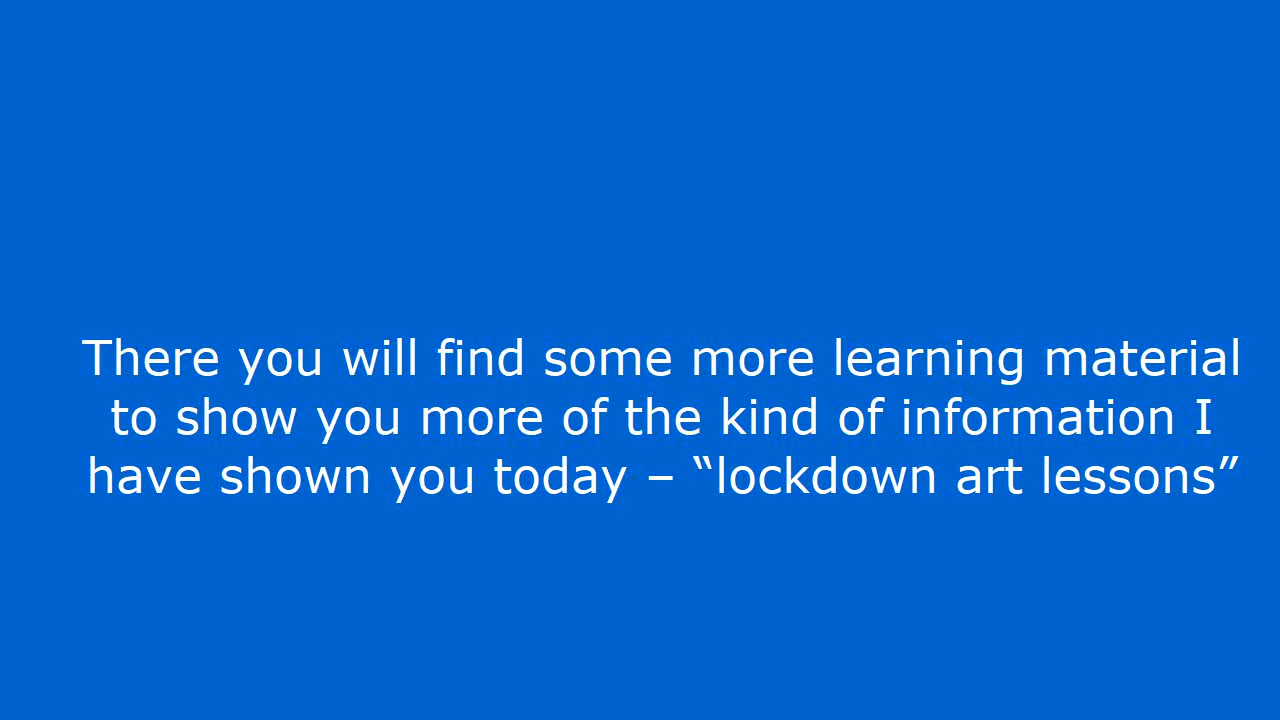 There you will find some more learning material
to show you more of the kind of information I
have shown you today – “lockdown art lessons”